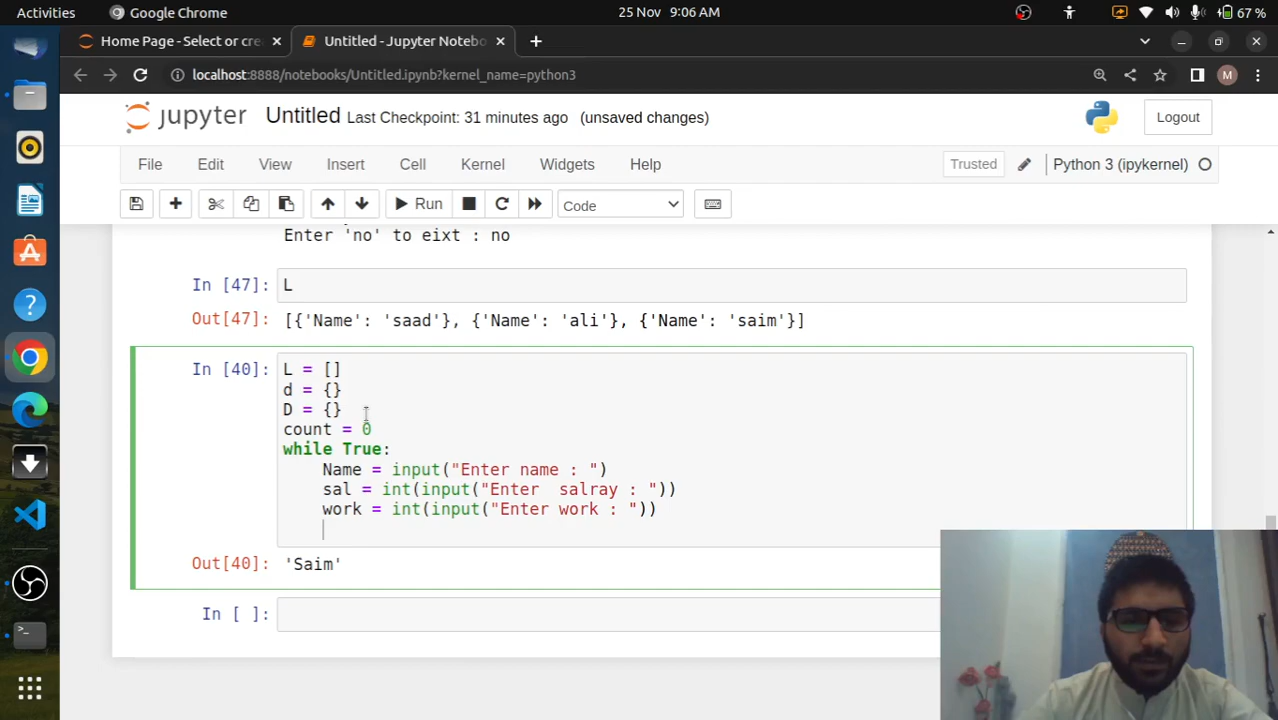 Activities
Google Chrome
25 Nov 9:06 AM
67 %
Home Page - Select or cre
Untitled - Jupyter Notebo
localhost:8888/notebooks/Untitled.ipynb?kernel_name=python3
M
jupyter
Untitled Last Checkpoint: 31 minutes ago (unsaved changes)
Logout
File Edit View Insert Cell Kernel Widgets Help
Trusted
Python 3 (ipykernel)
Run
Code
Enter 'no' to eixt : no
In [47]: L
Out[47]: [{'Name': 'saad'}, {'Name': 'ali'}, {'Name': 'saim'}]
In [40]: L = []
d = {}
D = {}
count = 0
while True:
Name = input("Enter name : ")
sal = int(input("Enter  salray : "))
work = int(input("Enter work : "))
Out[40]: 'Saim'
In [ ]: